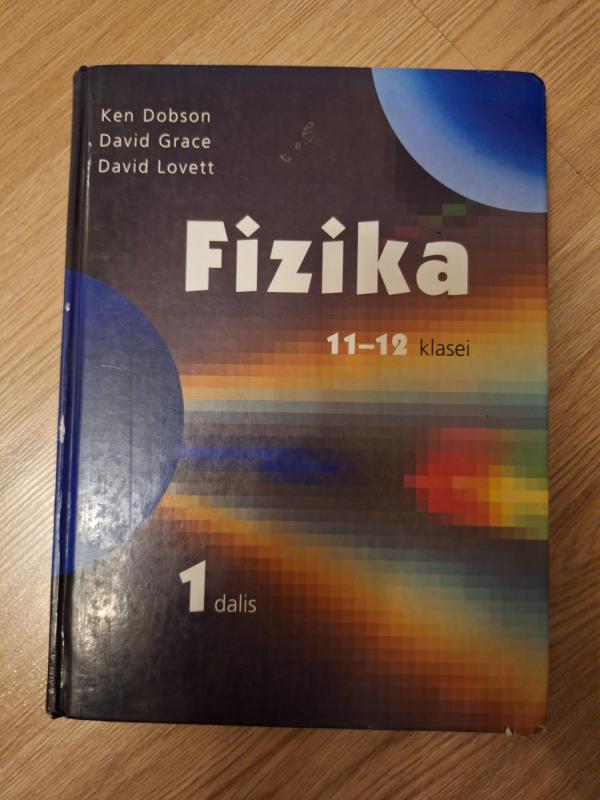 Ken Dobson
David Grace
David Lovett
Fizika
11–12 klasei
1 dalis